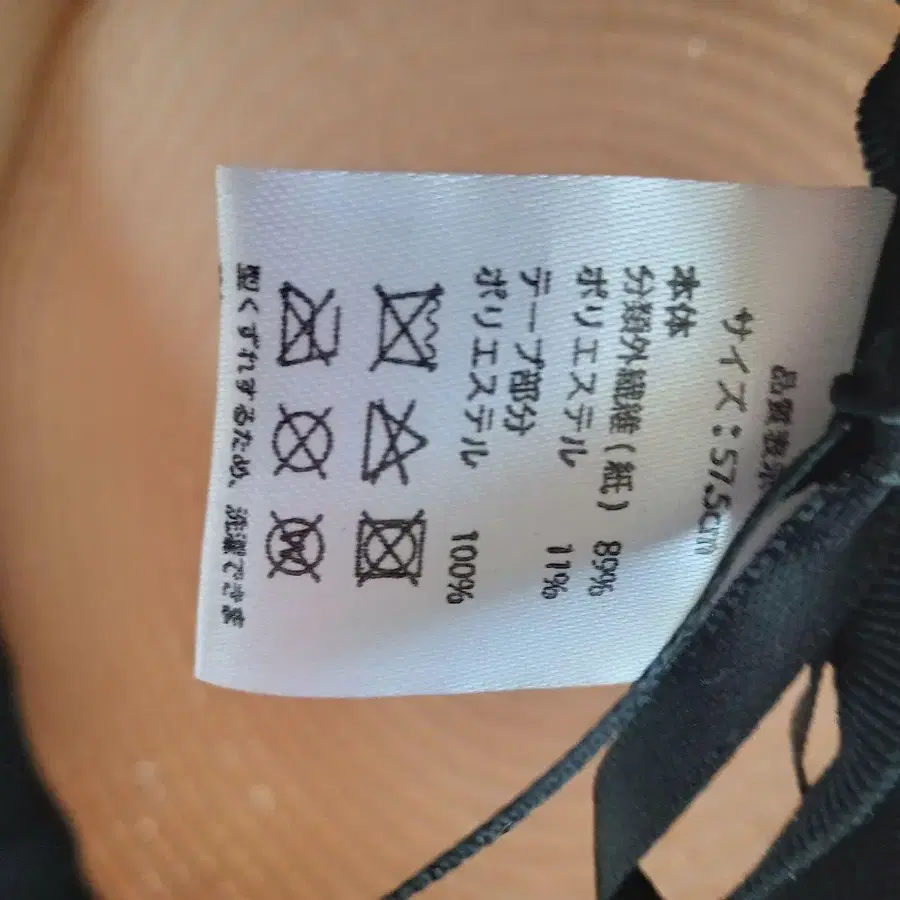 品質表示
サイズ:57.5cm
本体
分類外繊維(紙) 89%
ポリエステル 11%
テープ部分
ポリエステル 100%
型くずれするため、洗濯できま